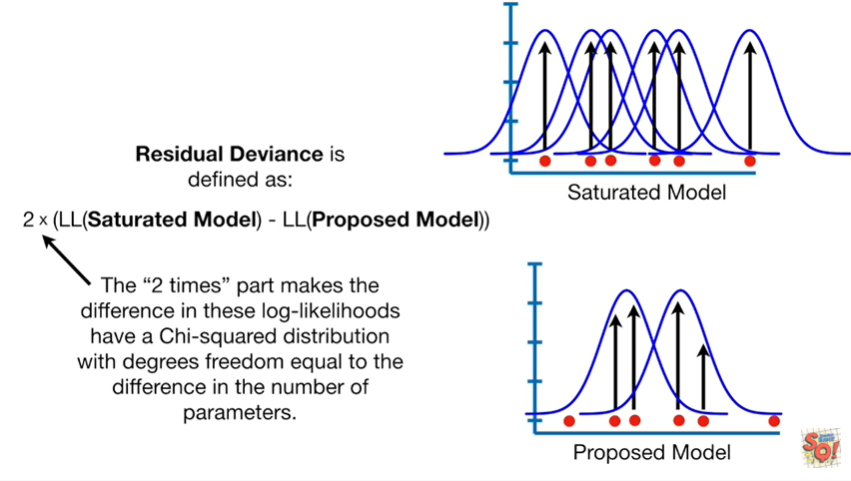 Residual Deviance is
defined as:
2 x (LL(Saturated Model) - LL(Proposed Model))
The “2 times” part makes the
difference in these log-likelihoods
have a Chi-squared distribution
with degrees freedom equal to the
difference in the number of
parameters.
Saturated Model
Proposed Model
SQ!